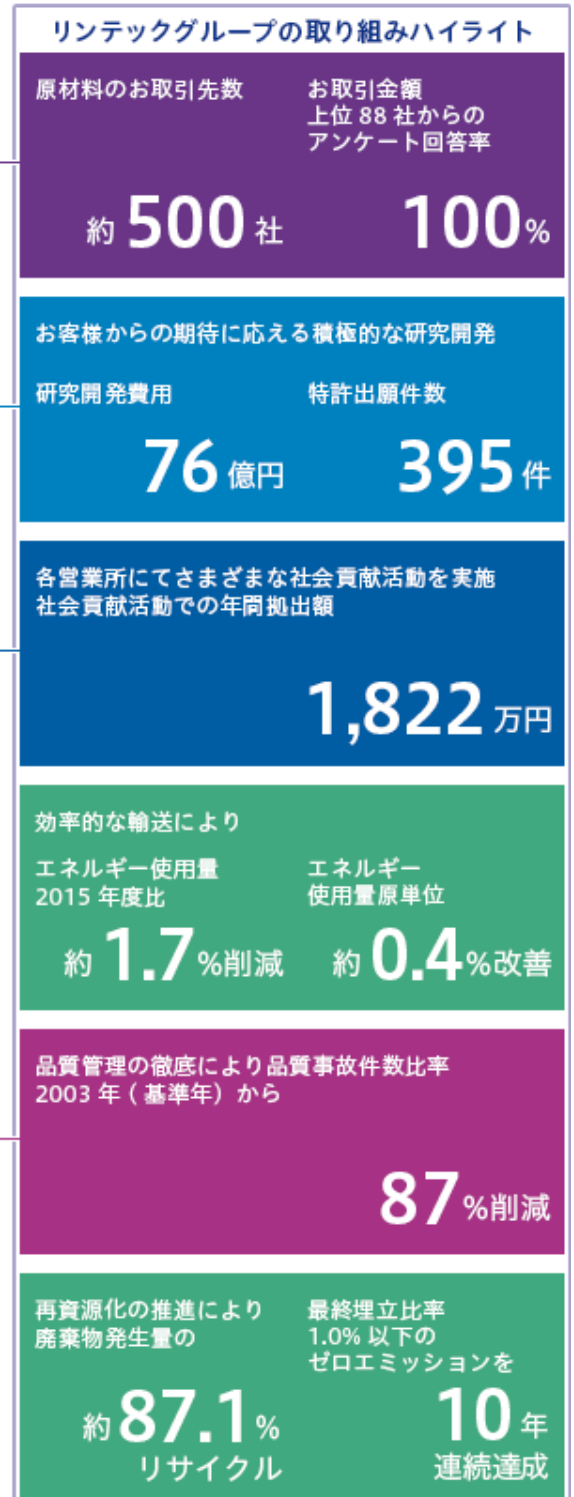 リンテックグループの取り組みハイライト
原材料のお取引先数
約 500 社
お取引金額
上位 88 社からの
アンケート回答率
100%
お客様からの期待に応える積極的な研究開発
研究開発費用
76 億円
特許出願件数
395 件
各営業所にてさまざまな社会貢献活動を実施
社会貢献活動での年間拠出額
1,822 万円
効率的な輸送により
エネルギー使用量
2015 年度比
約 1.7 %削減
エネルギー
使用量原単位
約 0.4 %改善
品質管理の徹底により品質事故件数比率
2003 年 ( 基準年）から
87 %削減
再資源化の推進により
廃棄物発生量の
約 87.1 %
リサイクル
最終埋立比率
1.0% 以下の
ゼロエミッションを
10 年
連続達成